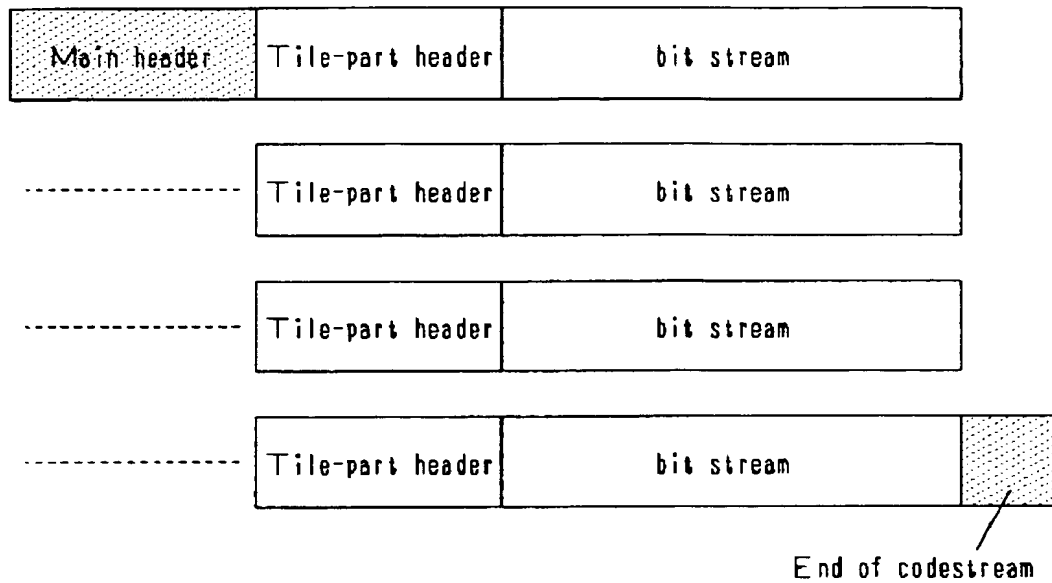 Main header Tile-part header bit stream
Tile-part header bit stream
Tile-part header bit stream
Tile-part header bit stream
End of codestream